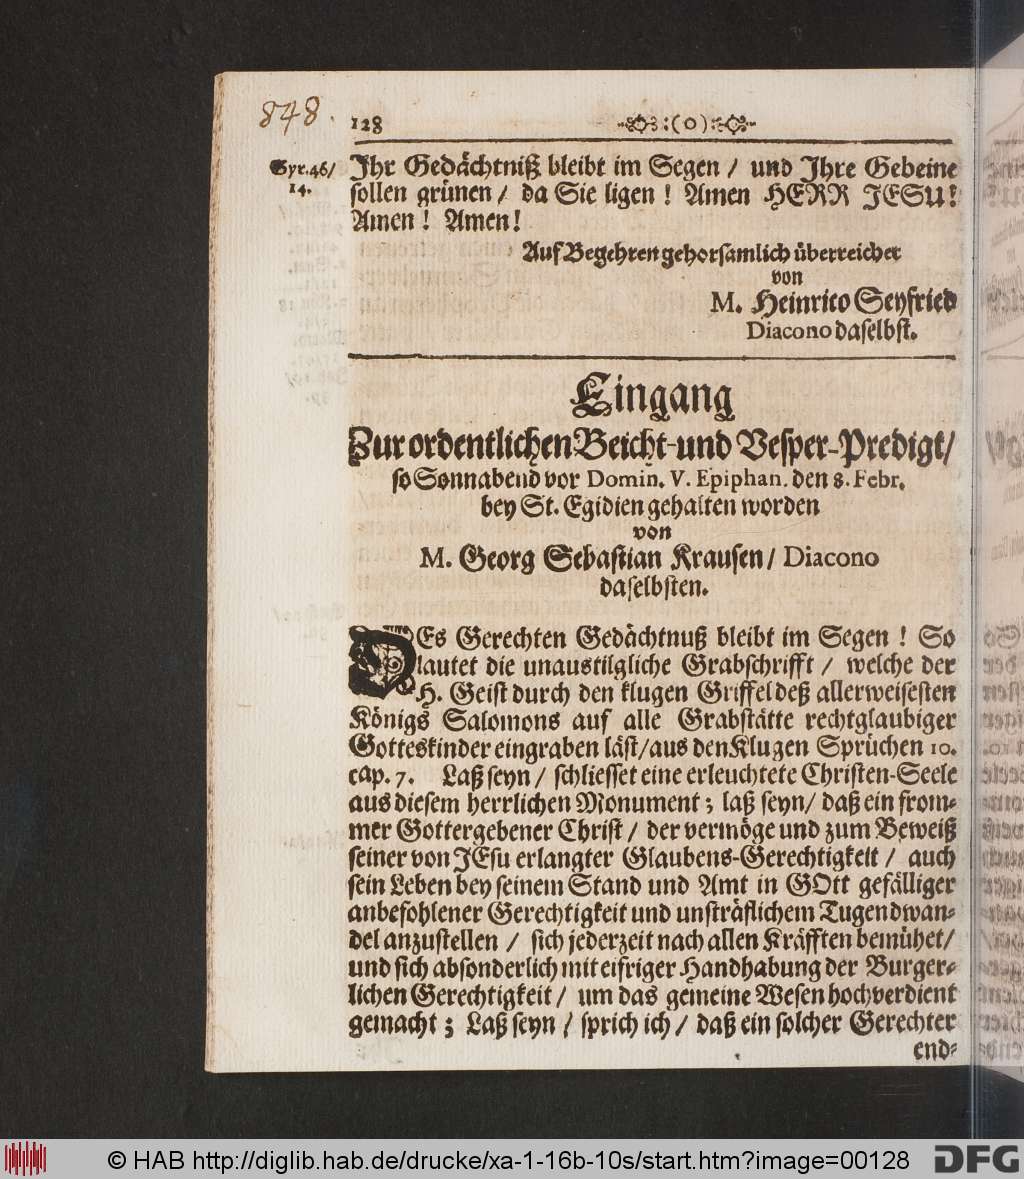 848.
128 :(0):
Syr. 46/
14.
Ihr Gedächtniß bleibt im Segen / und Ihre Gebeine
sollen grünen / da Sie ligen ! Amen HERR JESU!
Amen ! Amen!
Auf Begehren gehorsamlich überreichet
von
M. Heinrico Seyfried
Diacono daselbst.
Eingang
Zur ordentlichen Beicht-und Vesper-Predigt/
so Sonnabend vor Domin. V. Epiphan. den 8. Febr.
bey St. Egidien gehalten worden
von
M. Georg Sebastian Krausen/ Diacono
daselbsten.
DEs Gerechten Gedächtnuß bleibt im Segen ! So
lautet die unaustilgliche Grabschrifft / welche der
H. Geist durch den klugen Griffel deß allerweisesten
Königs Salomons auf alle Grabstätte rechtglaubiger
Gotteskinder eingraben läst/aus den Klugen Sprüchen 10.
cap. 7. Laß seyn / schliesset eine erleuchtete Christen-Seele
aus diesem herrlichen Monument; laß seyn/ daß ein from-
mer Gottergebener Christ / der vermöge und zum Beweiß
seiner von JEsu erlangter Glaubens-Gerechtigkeit / auch
sein Leben bey seinem Stand und Amt in GOtt gefälliger
anbefohlener Gerechtigkeit und unsträflichem Tugendwan-
del anzustellen / sich jederzeit nach allen Kräfften bemühet/
und sich absonderlich mit eifriger Handhabung der Burger-
lichen Gerechtigkeit / um das gemeine Wesen hochverdient
gemacht ; Laß seyn / sprich ich / daß ein solcher Gerechter
end-
© HAB http://diglib.hab.de/drucke/xa-1-16b-10s/start.htm?image=00128
DFG